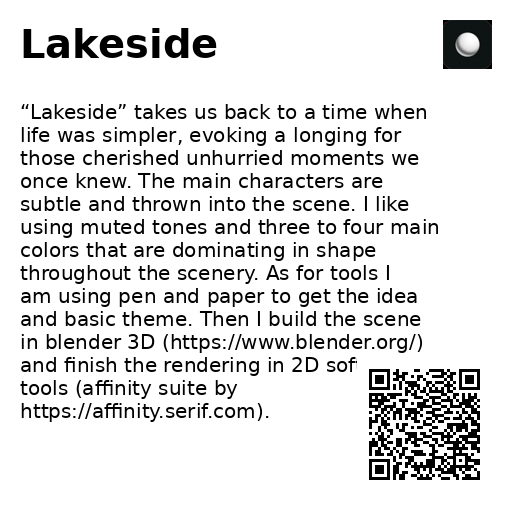 Lakeside
“Lakeside” takes us back to a time when
life was simpler, evoking a longing for
those cherished unhurried moments we
once knew. The main characters are
subtle and thrown into the scene. I like
using muted tones and three to four main
colors that are dominating in shape
throughout the scenery. As for tools I
am using pen and paper to get the idea
and basic theme. Then I build the scene
in blender 3D (https://www.blender.org/)
and finish the rendering in 2D
tools (affinity suite by
https://affinity.serif.com).